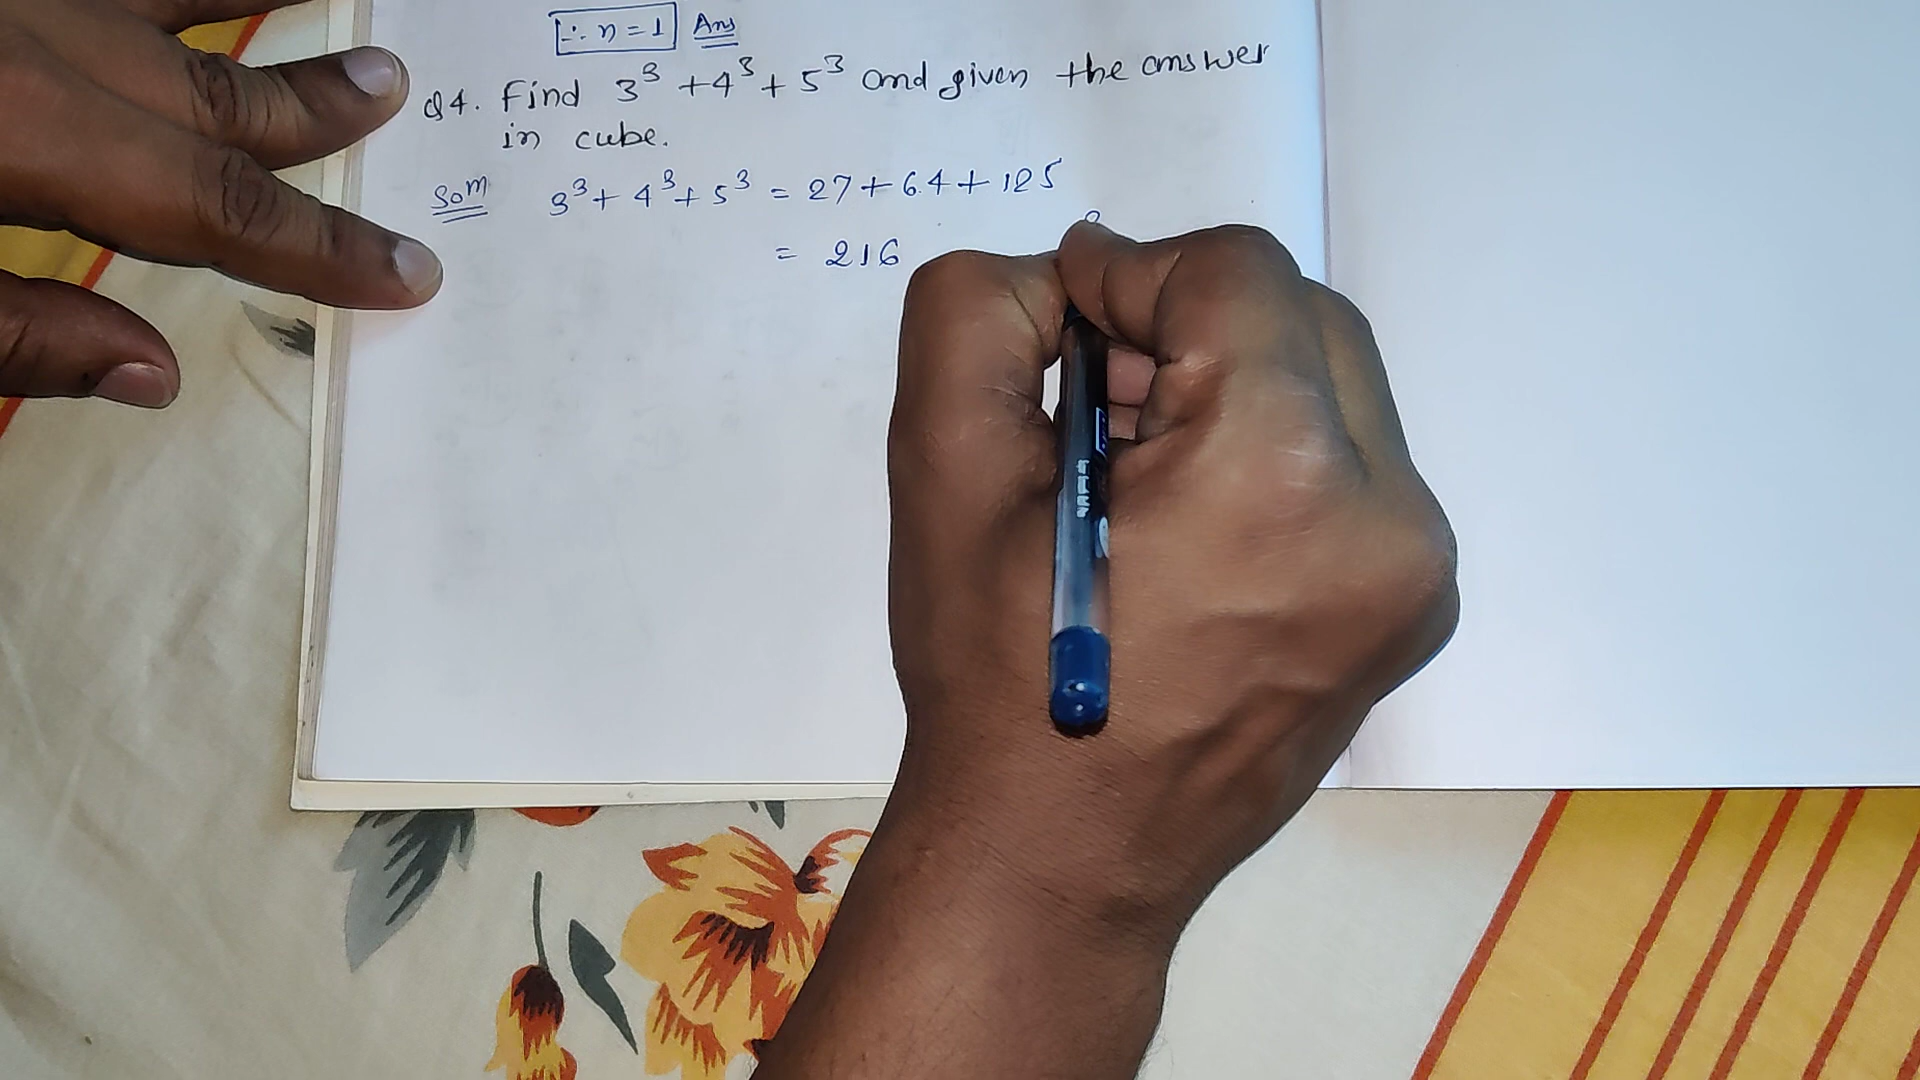 ∴ n = 1 Ans
Q4. Find 3³ + 4³ + 5³ and given the answer
in cube.
Solⁿ 3³ + 4³ + 5³ = 27 + 64 + 125
= 216